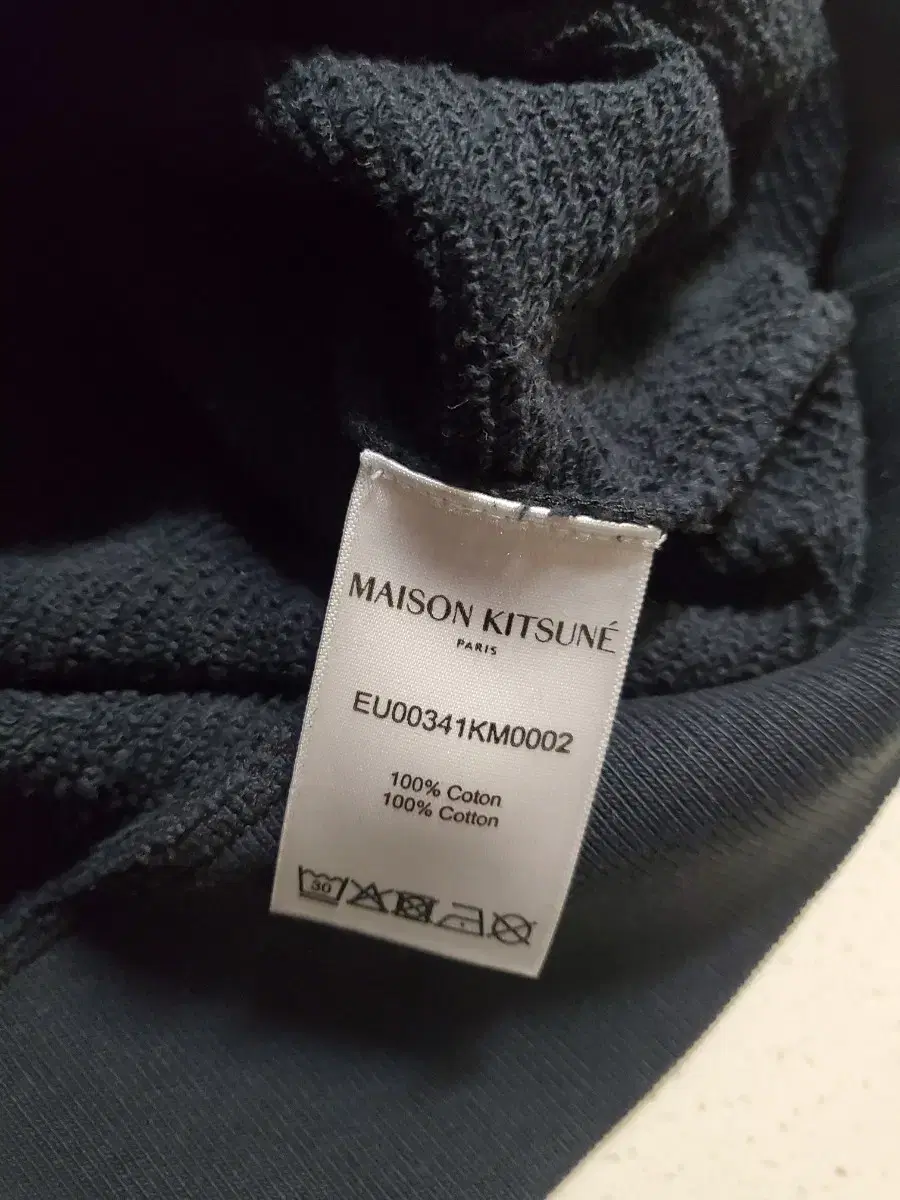 MAISON KITSUNÉ
PARIS
EU00341KM0002
100% Coton
100% Cotton
30